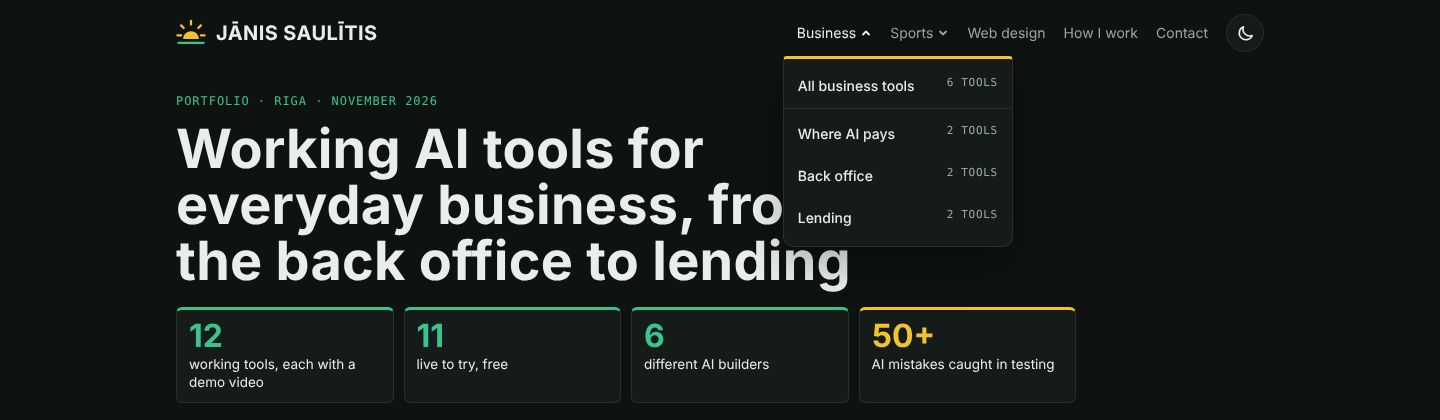 JĀNIS SAULĪTIS
Business
Sports
Web design
How I work
Contact
All business tools 6 TOOLS
Where AI pays 2 TOOLS
Back office 2 TOOLS
Lending 2 TOOLS
PORTFOLIO · RIGA · NOVEMBER 2026
Working AI tools for
everyday business, fro
the back office to lending
12
working tools, each with a
demo video
11
live to try, free
6
different AI builders
50+
AI mistakes caught in testing